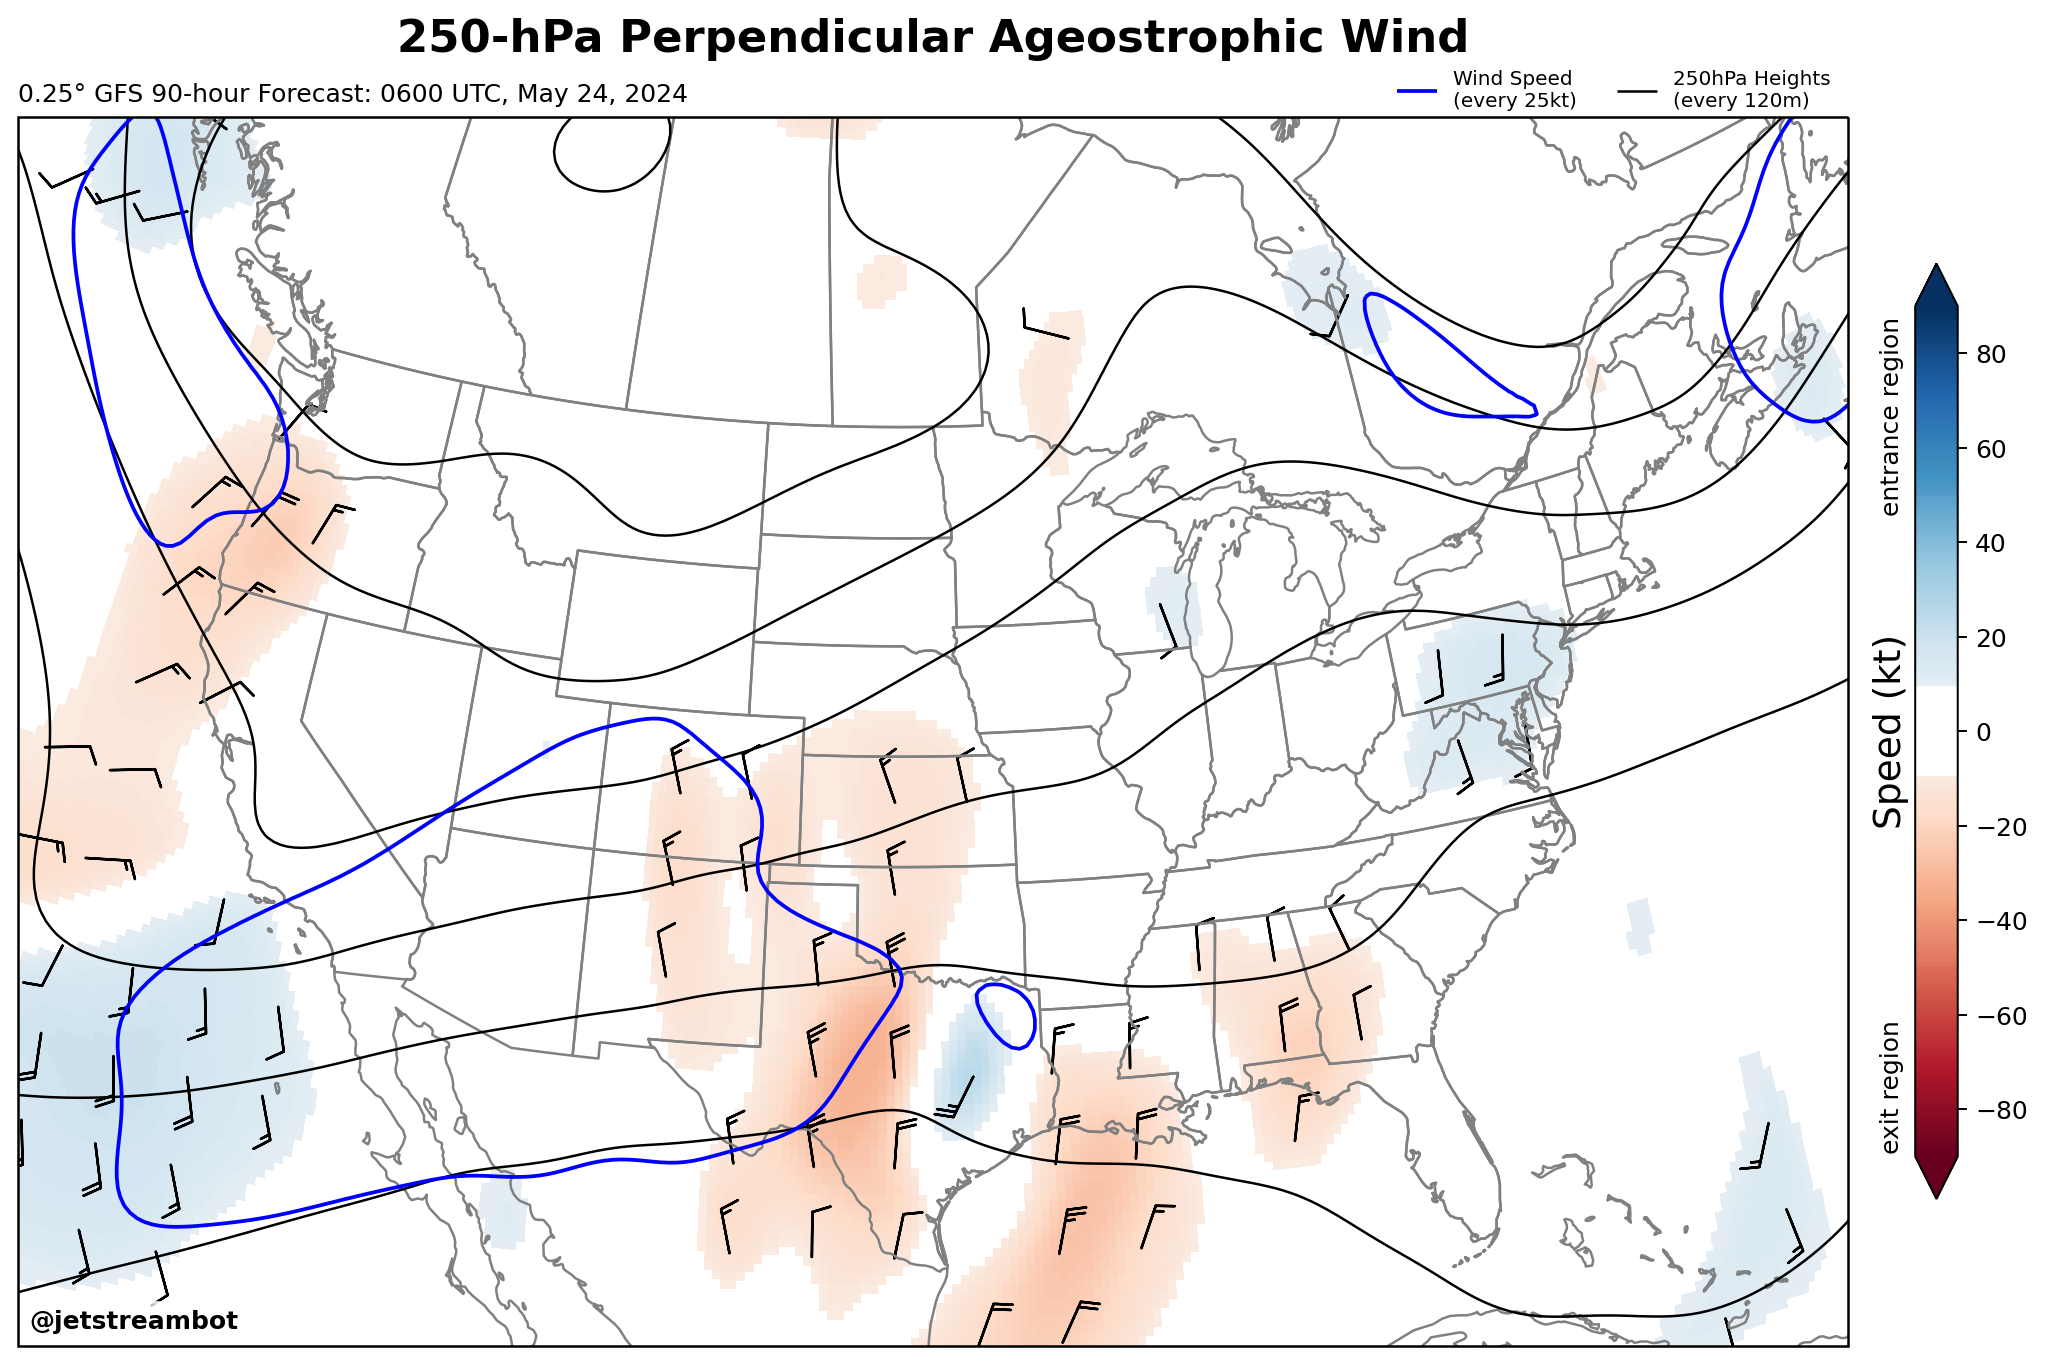 250-hPa Perpendicular Ageostrophic Wind
0.25° GFS 90-hour Forecast: 0600 UTC, May 24, 2024
Wind Speed
(every 25kt)
250hPa Heights
(every 120m)
entrance region
Speed (kt)
exit region
80
60
40
20
0
−20
−40
−60
−80
@jetstreambot